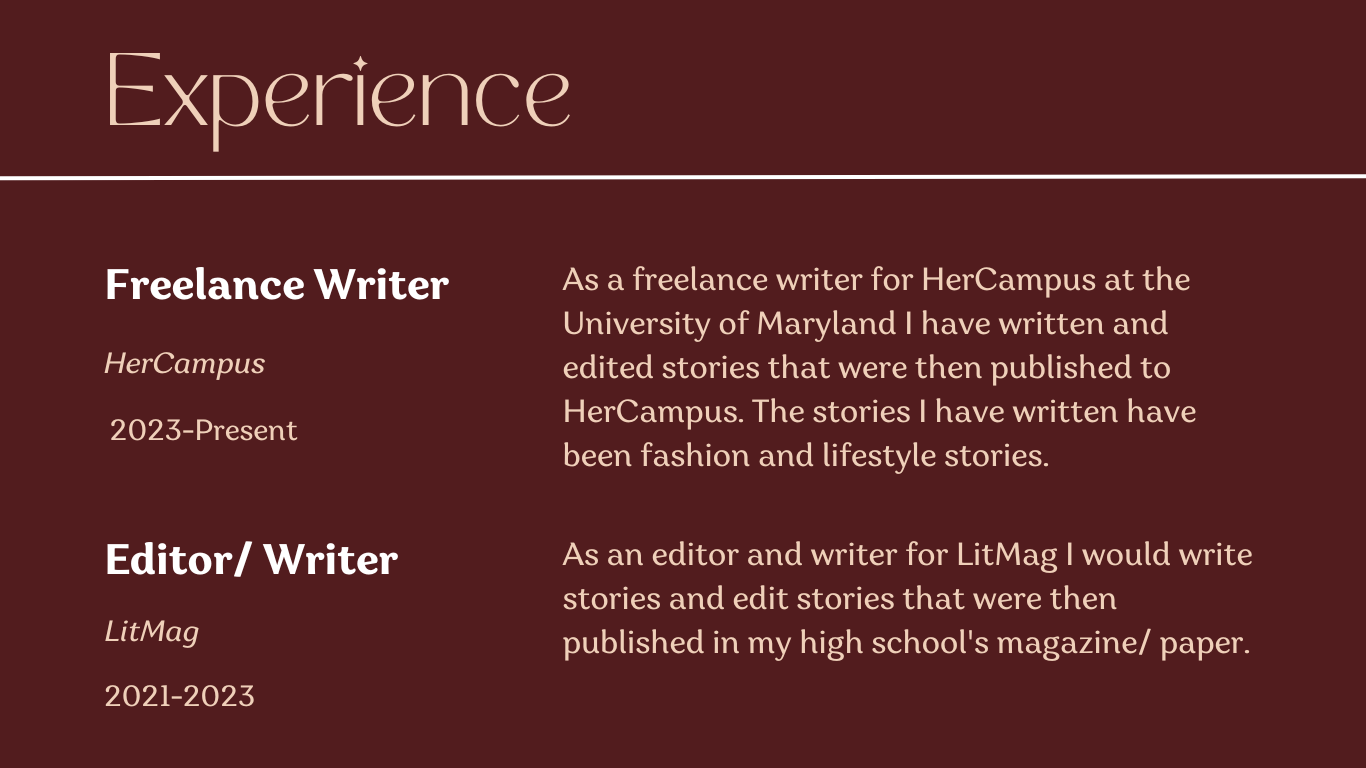 Experience
Freelance Writer
HerCampus
2023-Present
As a freelance writer for HerCampus at the
University of Maryland I have written and
edited stories that were then published to
HerCampus. The stories I have written have
been fashion and lifestyle stories.
Editor/ Writer
LitMag
2021-2023
As an editor and writer for LitMag I would write
stories and edit stories that were then
published in my high school's magazine/ paper.